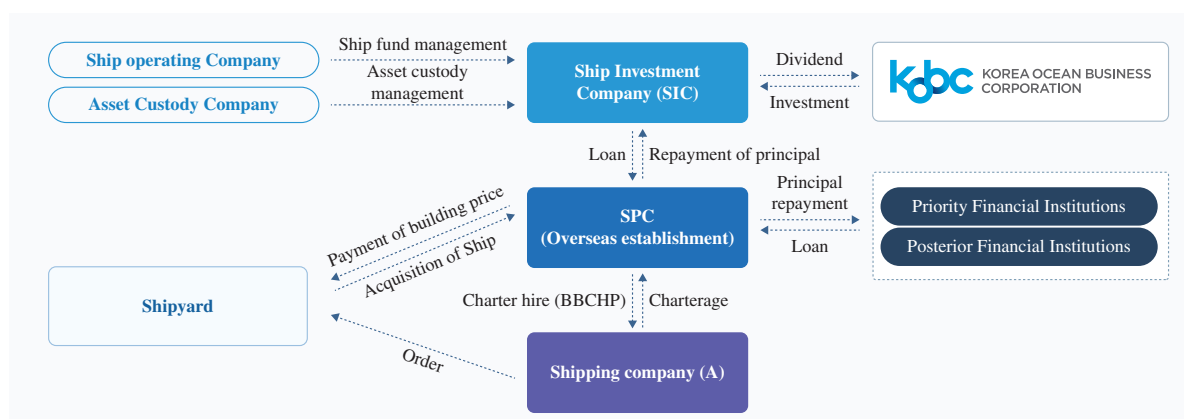 Ship operating Company
Asset Custody Company
Ship fund management
Asset custody
management
Ship Investment
Company (SIC)
Dividend
Investment
kobc
KOREA OCEAN BUSINESS
CORPORATION
Loan
Repayment of principal
Payment of building price
Acquisition of Ship
SPC
(Overseas establishment)
Principal
repayment
Loan
Priority Financial Institutions
Posterior Financial Institutions
Shipyard
Charter hire (BBCHP)
Charterage
Order
Shipping company (A)